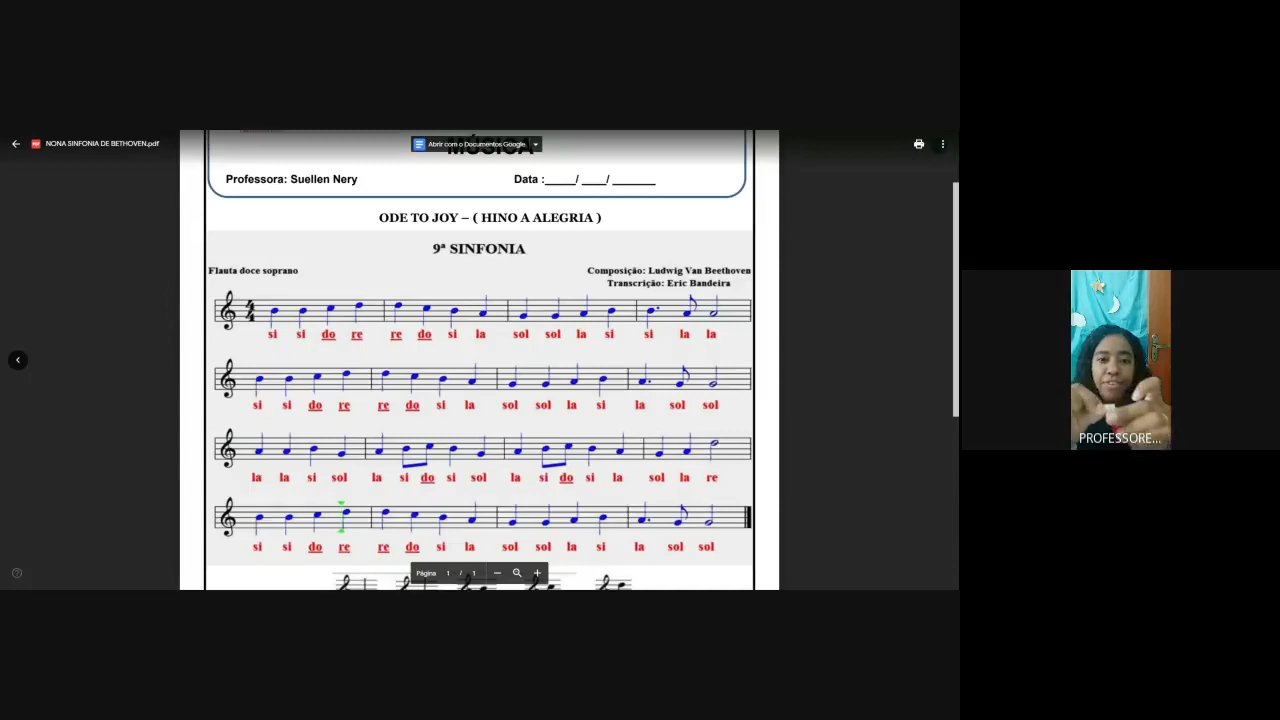 NONA SINFONIA DE BETHOVEN.pdf
MÚSICA
Abrir com o Documentos Google
Professora: Suellen Nery Data :_____/ ____/ _______
ODE TO JOY – ( HINO A ALEGRIA )
9ª SINFONIA
Flauta doce soprano Composição: Ludwig Van Beethoven
Transcrição: Eric Bandeira
4
4
si si do re re do si la sol sol la si si la la
si si do re re do si la sol sol la si la sol sol
la la si sol la si do si sol la si do si la sol la re
si si do re re do si la sol sol la si la sol sol
Página 1 / 1
PROFESSORE...